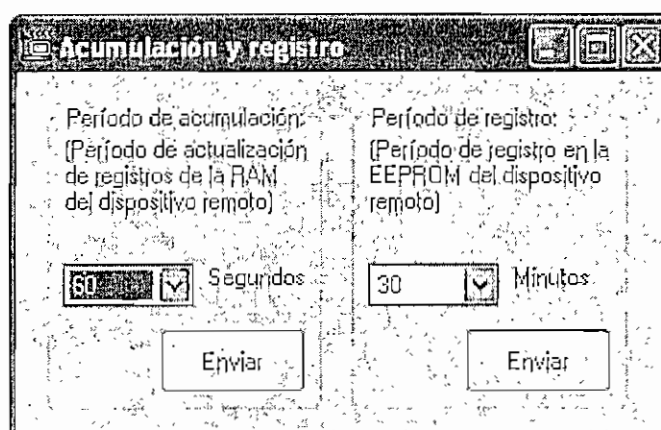 Acumulación y registro
Período de acumulación:
(Período de actualización
de registros de la RAM
del dispositivo remoto)
60 Segundos
Enviar
Período de registro:
(Período de registro en la
EEPROM del dispositivo
remoto)
30 Minutos
Enviar